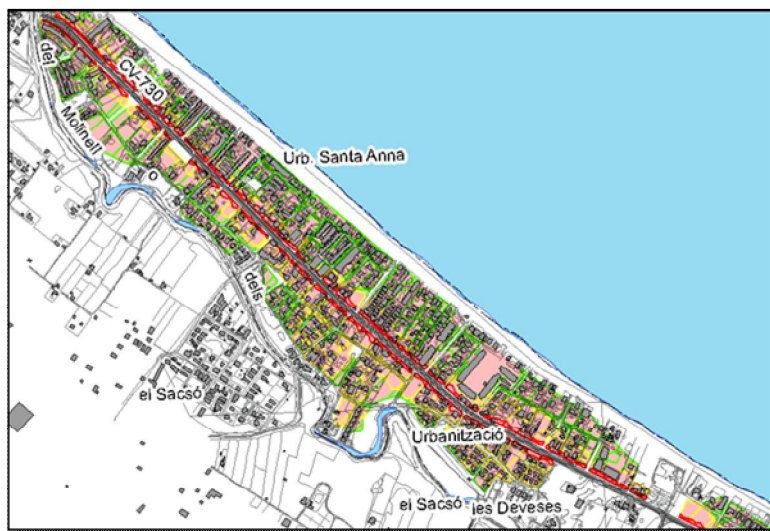 del
CV-730
Molinell
o
Urb. Santa Anna
dels
el Sacsó
Urbanització
el Sacsó
les Deveses